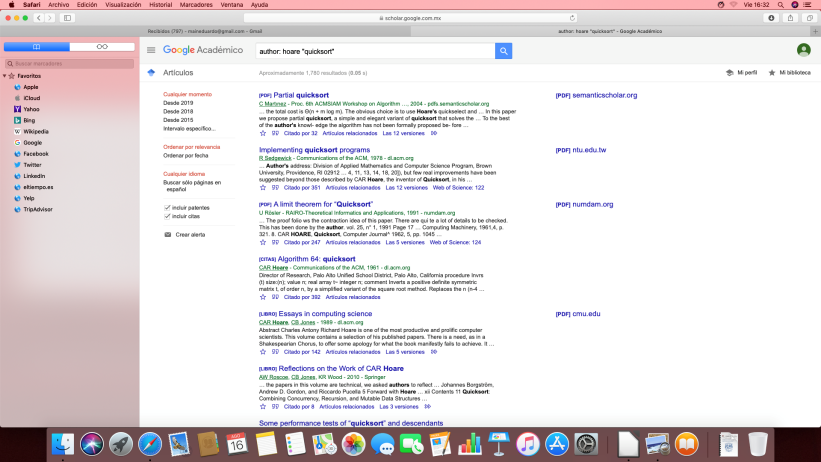 Safari Archivo Edición Visualización Historial Marcadores Ventana Ayuda Vie 16:32
scholar.google.com.mx
Recibidos (797) - maikeduardo@gmail.com - Gmail
author: hoare "quicksort" - Google Académico
Buscar marcadores
Favoritos
Apple
iCloud
Yahoo
Bing
Wikipedia
Google
Facebook
Twitter
LinkedIn
eltiempo.es
Yelp
TripAdvisor
Google Académico
author: hoare "quicksort"
Artículos
Aproximadamente 1,780 resultados (0.05 s)
Mi perfil
Mi biblioteca
Cualquier momento
Desde 2019
Desde 2018
Desde 2015
Intervalo específico...
Ordenar por relevancia
Ordenar por fecha
Cualquier idioma
Buscar sólo páginas en
español
incluir patentes
incluir citas
Crear alerta
[PDF] Partial quicksort
C Martınez - Proc. 6th ACMSIAM Workshop on Algorithm ..., 2004 - pdfs.semanticscholar.org
... the total cost is Θ(n + m log m). The obvious choice is to use Hoare's quickselect and ... In this paper
we propose partial quicksort, a simple and elegant variant of quicksort that solves the ... To the best
of the author's knowl- edge the algorithm has not been formally proposed be- fore ...
Citado por 32 Artículos relacionados Las 12 versiones
[PDF] semanticscholar.org
Implementing quicksort programs
R Sedgewick - Communications of the ACM, 1978 - dl.acm.org
... Author's address: Division of Applied Mathematics and Computer Science Program, Brown
University, Providence, RI 02912 ... 4, 11, 13, 14, 18, 20]), but few real improvements have been
suggested beyond those described by CAR Hoare, the inventor of Quicksort, in his ...
Citado por 351 Artículos relacionados Las 12 versiones Web of Science: 122
[PDF] ntu.edu.tw
[PDF] A limit theorem for "Quicksort"
U Rösler - RAIRO-Theoretical Informatics and Applications, 1991 - numdam.org
... The proof follo ws the contraction idea of this paper. There are qui te a lot of details to be checked.
This has been done by the author. vol. 25, n° 1, 1991 Page 17 ... Computing Machinery, 1961,4, p.
321. 8. CAR HOARE, Quicksort, Computer Journal^ 1962, 5, pp. 1045 ...
Citado por 247 Artículos relacionados Las 5 versiones Web of Science: 124
[PDF] numdam.org
[CITAS] Algorithm 64: quicksort
CAR Hoare - Communications of the ACM, 1961 - dl.acm.org
Director of Research, Palo Alto Unified School District, Palo Alto, California procedure Invrs
(t) size:(n); value n; real array t~ integer n; comment Inverts a positive definite symmetric
matrix t, of order n, by a simplified variant of the square root method. Replaces the n (n-4 ...
Citado por 392 Artículos relacionados
[LIBRO] Essays in computing science
CAR Hoare, CB Jones - 1989 - dl.acm.org
Abstract Charles Antony Richard Hoare is one of the most productive and prolific computer
scientists. This volume contains a selection of his published papers. There is a need, as in a
Shakespearian Chorus, to offer some apology for what the book manifestly fails to achieve. It ...
Citado por 142 Artículos relacionados Las 5 versiones
[PDF] cmu.edu
[LIBRO] Reflections on the Work of CAR Hoare
AW Roscoe, CB Jones, KR Wood - 2010 - Springer
... the papers in this volume are technical, we asked authors to reflect ... Johannes Borgström,
Andrew D. Gordon, and Riccardo Pucella 5 Forward with Hoare ... xii Contents 11 Quicksort:
Combining Concurrency, Recursion, and Mutable Data Structures ...
Citado por 8 Artículos relacionados Las 3 versiones
Some performance tests of "quicksort" and descendants
AGO
16